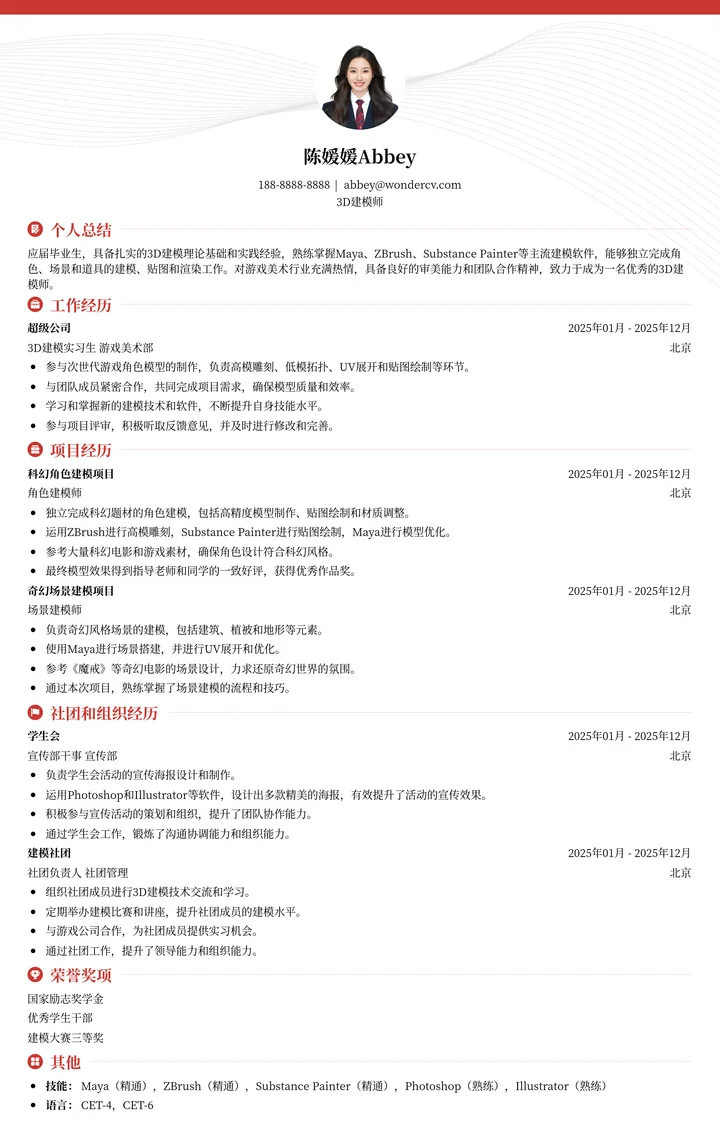 陈媛媛Abbey
188-8888-8888 | abbey@wondercv.com
3D建模师
个人总结
应届毕业生，具备扎实的3D建模理论基础和实践经验，熟练掌握Maya、ZBrush、Substance Painter等主流建模软件，能够独立完成角
色、场景和道具的建模、贴图和渲染工作。对游戏美术行业充满热情，具备良好的审美能力和团队合作精神，致力于成为一名优秀的3D建
模师。
工作经历
超级公司 2025年01月 - 2025年12月
3D建模实习生 游戏美术部 北京
• 参与次世代游戏角色模型的制作，负责高模雕刻、低模拓扑、UV展开和贴图绘制等环节。
• 与团队成员紧密合作，共同完成项目需求，确保模型质量和效率。
• 学习和掌握新的建模技术和软件，不断提升自身技能水平。
• 参与项目评审，积极听取反馈意见，并及时进行修改和完善。
项目经历
科幻角色建模项目 2025年01月 - 2025年12月
角色建模师 北京
• 独立完成科幻题材的角色建模，包括高精度模型制作、贴图绘制和材质调整。
• 运用ZBrush进行高模雕刻，Substance Painter进行贴图绘制，Maya进行模型优化。
• 参考大量科幻电影和游戏素材，确保角色设计符合科幻风格。
• 最终模型效果得到指导老师和同学的一致好评，获得优秀作品奖。
奇幻场景建模项目 2025年01月 - 2025年12月
场景建模师 北京
• 负责奇幻风格场景的建模，包括建筑、植被和地形等元素。
• 使用Maya进行场景搭建，并进行UV展开和优化。
• 参考《魔戒》等奇幻电影的场景设计，力求还原奇幻世界的氛围。
• 通过本次项目，熟练掌握了场景建模的流程和技巧。
社团和组织经历
学生会 2025年01月 - 2025年12月
宣传部干事 宣传部 北京
• 负责学生会活动的宣传海报设计和制作。
• 运用Photoshop和Illustrator等软件，设计出多款精美的海报，有效提升了活动的宣传效果。
• 积极参与宣传活动的策划和组织，提升了团队协作能力。
• 通过学生会工作，锻炼了沟通协调能力和组织能力。
建模社团 2025年01月 - 2025年12月
社团负责人 社团管理 北京
• 组织社团成员进行3D建模技术交流和学习。
• 定期举办建模比赛和讲座，提升社团成员的建模水平。
• 与游戏公司合作，为社团成员提供实习机会。
• 通过社团工作，提升了领导能力和组织能力。
荣誉奖项
国家励志奖学金
优秀学生干部
建模大赛三等奖
其他
• 技能： Maya（精通），ZBrush（精通），Substance Painter（精通），Photoshop（熟练），Illustrator（熟练）
• 语言： CET-4，CET-6